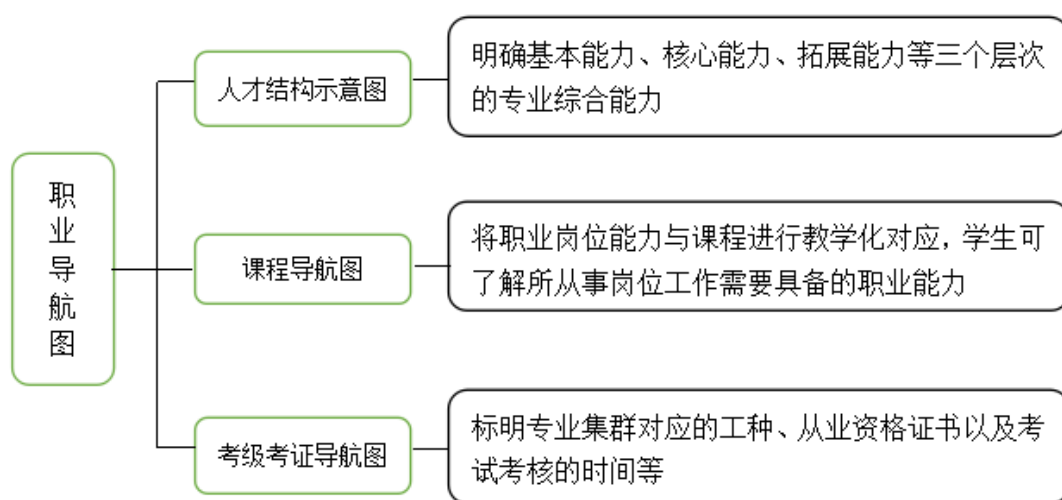 职业导航图
人才结构示意图
明确基本能力、核心能力、拓展能力等三个层次
的专业综合能力
课程导航图
将职业岗位能力与课程进行教学化对应，学生可
了解所从事岗位工作需要具备的职业能力
考级考证导航图
标明专业集群对应的工种、从业资格证书以及考
试考核的时间等